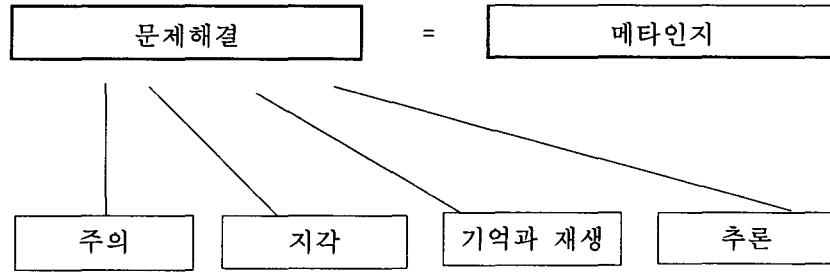 문제해결 = 메타인지
주의 지각 기억과 재생 추론